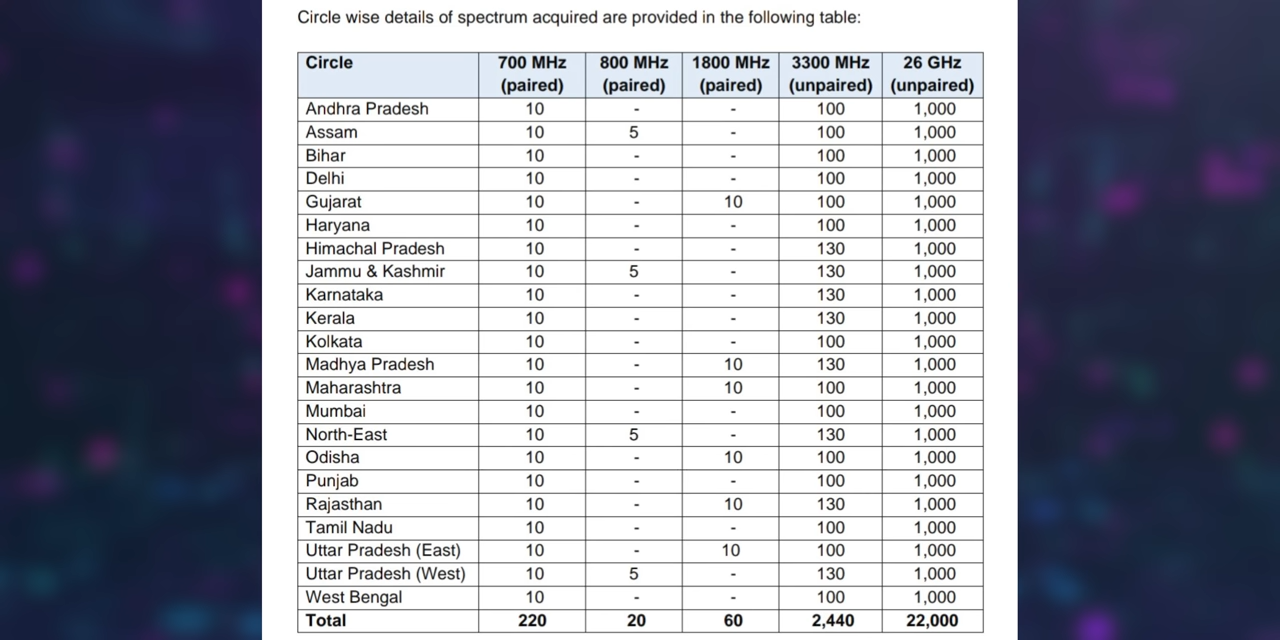 Circle wise details of spectrum acquired are provided in the following table:
Circle 700 MHz (paired) 800 MHz (paired) 1800 MHz (paired) 3300 MHz (unpaired) 26 GHz (unpaired)
Andhra Pradesh 10 - - 100 1,000
Assam 10 5 - 100 1,000
Bihar 10 - - 100 1,000
Delhi 10 - - 100 1,000
Gujarat 10 - 10 100 1,000
Haryana 10 - - 100 1,000
Himachal Pradesh 10 - - 130 1,000
Jammu & Kashmir 10 5 - 130 1,000
Karnataka 10 - - 130 1,000
Kerala 10 - - 130 1,000
Kolkata 10 - - 100 1,000
Madhya Pradesh 10 - 10 130 1,000
Maharashtra 10 - 10 100 1,000
Mumbai 10 - - 100 1,000
North-East 10 5 - 130 1,000
Odisha 10 - 10 100 1,000
Punjab 10 - - 100 1,000
Rajasthan 10 - 10 130 1,000
Tamil Nadu 10 - - 100 1,000
Uttar Pradesh (East) 10 - 10 100 1,000
Uttar Pradesh (West) 10 5 - 130 1,000
West Bengal 10 - - 100 1,000
Total 220 20 60 2,440 22,000